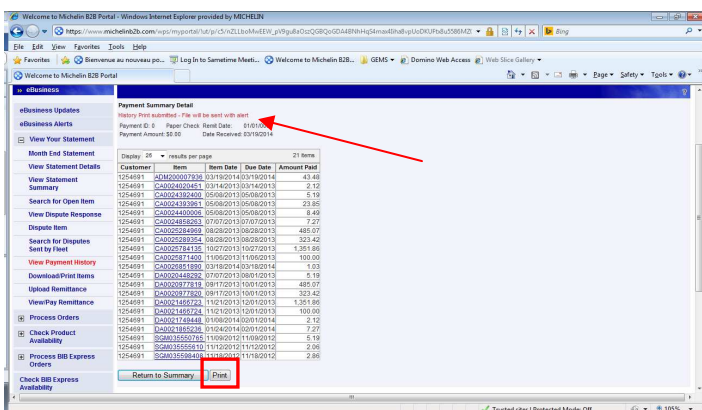 Welcome to Michelin B2B Portal - Windows Internet Explorer provided by MICHELIN
Bing
File Edit View Favorites Tools Help
Favorites Bienvenue au nouveau po... Log In to Sametime Meeti... Welcome to Michelin B2B... GEMS Domino Web Access Web Slice Gallery
Welcome to Michelin B2B Portal
Page Safety Tools
eBusiness
eBusiness Updates
eBusiness Alerts
View Your Statement
Month End Statement
View Statement Details
View Statement
Summary
Search for Open Item
View Dispute Response
Dispute Item
Search for Disputes
Sent by Fleet
View Payment History
Download/Print Items
Upload Remittance
View/Pay Remittance
Process Orders
Check Product
Availability
Process BIB Express
Orders
Check BIB Express
Availability
Payment Summary Detail
History Print submitted - File will be sent with alert
Payment ID: 0 Paper Check Remit Date: 01/01/00
Payment Amount: $0.00 Date Received: 03/19/2014
Display 26 results per page 21 items
Customer Item Item Date Due Date Amount Paid
1254691 ADM200007936 03/19/2014 03/19/2014 43.48
1254691 CA0024020451 03/14/2013 03/14/2013 2.12
1254691 CA0024392400 05/08/2013 05/08/2013 5.19
1254691 CA0024393961 05/08/2013 05/08/2013 23.85
1254691 CA0024400006 05/08/2013 05/08/2013 8.49
1254691 CA0024858263 07/07/2013 07/07/2013 7.27
1254691 CA0025284969 08/28/2013 08/28/2013 485.07
1254691 CA0025289354 08/28/2013 08/28/2013 323.42
1254691 CA0025784135 10/27/2013 10/27/2013 1,351.86
1254691 CA0025871400 11/06/2013 11/06/2013 100.00
1254691 CA0026851890 03/18/2014 03/18/2014 1.03
1254691 DA0020448292 07/07/2013 08/01/2013 5.19
1254691 DA0020977819 09/17/2013 10/01/2013 485.07
1254691 DA0020977820 09/17/2013 10/01/2013 323.42
1254691 DA0021466723 11/21/2013 12/01/2013 1,351.86
1254691 DA0021466724 11/21/2013 12/01/2013 100.00
1254691 DA0021749448 01/08/2014 02/01/2014 2.12
1254691 DA0021865236 01/24/2014 02/01/2014 7.27
1254691 SGM035550765 11/09/2012 11/09/2012 5.19
1254691 SGM035555610 11/12/2012 11/12/2012 2.06
1254691 SGM035598408 11/18/2012 11/18/2012 2.86
Return to Summary Print
Trusted sites | Protected Mode: Off 105%